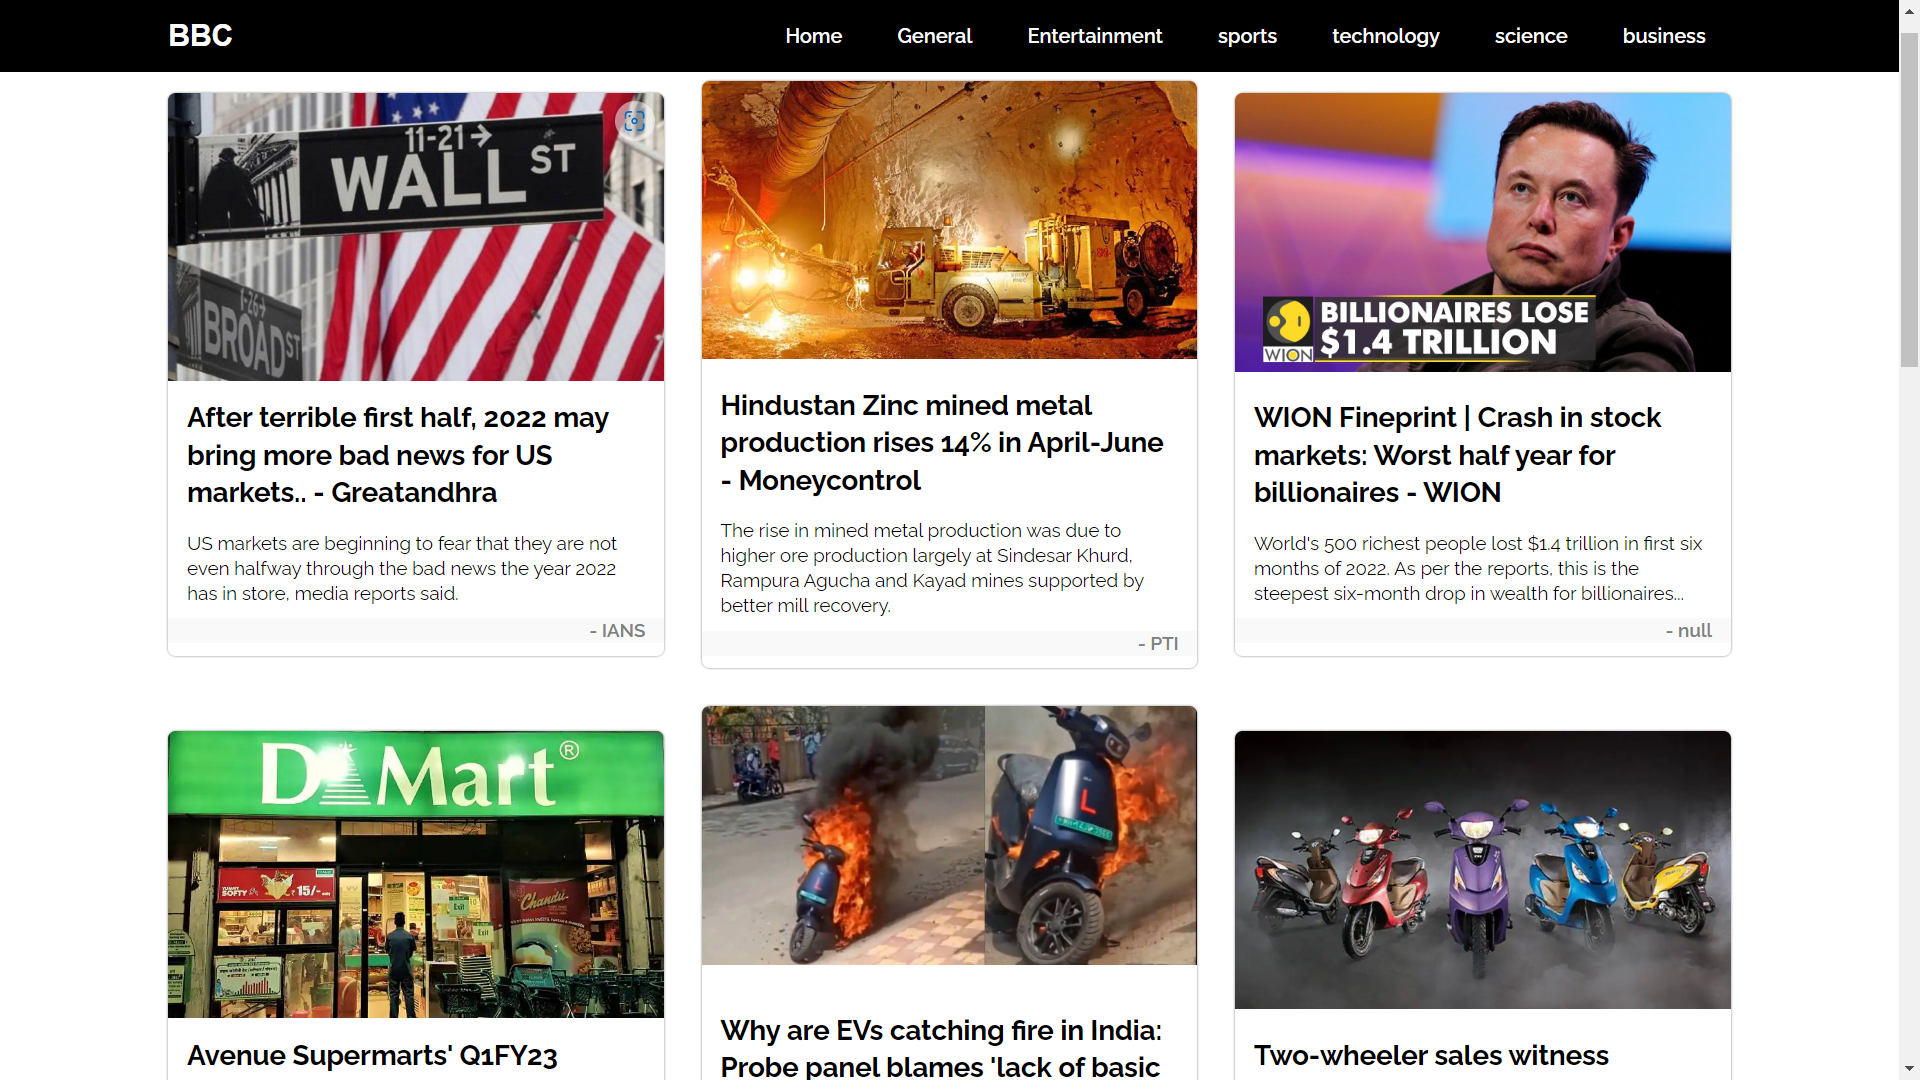 BBC
Home
General
Entertainment
sports
technology
science
business
11-21
WALL ST
1-26
BROAD ST
After terrible first half, 2022 may
bring more bad news for US
markets.. - Greatandhra
US markets are beginning to fear that they are not
even halfway through the bad news the year 2022
has in store, media reports said.
- IANS
Hindustan Zinc mined metal
production rises 14% in April-June
- Moneycontrol
The rise in mined metal production was due to
higher ore production largely at Sindesar Khurd,
Rampura Agucha and Kayad mines supported by
better mill recovery.
- PTI
BILLIONAIRES LOSE
$1.4 TRILLION
WION
WION Fineprint | Crash in stock
markets: Worst half year for
billionaires - WION
World's 500 richest people lost $1.4 trillion in first six
months of 2022. As per the reports, this is the
steepest six-month drop in wealth for billionaires...
- null
D Mart®
SOFTY
15/-
Chandu
Exit
Exit
Avenue Supermarts' Q1FY23
Why are EVs catching fire in India:
Probe panel blames 'lack of basic
Two-wheeler sales witness